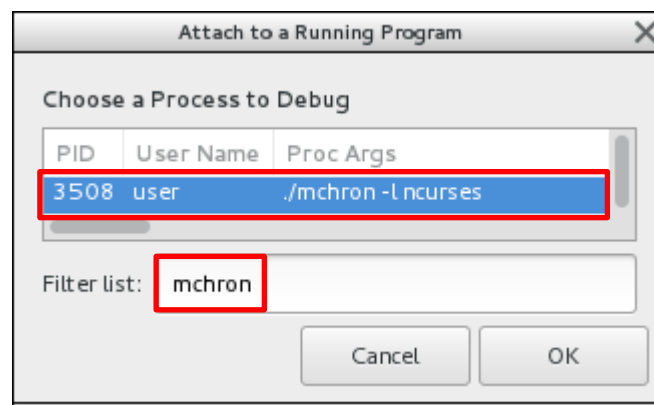 Attach to a Running Program
Choose a Process to Debug
PID User Name Proc Args
3508 user ./mchron -l ncurses
Filter list: mchron
Cancel OK